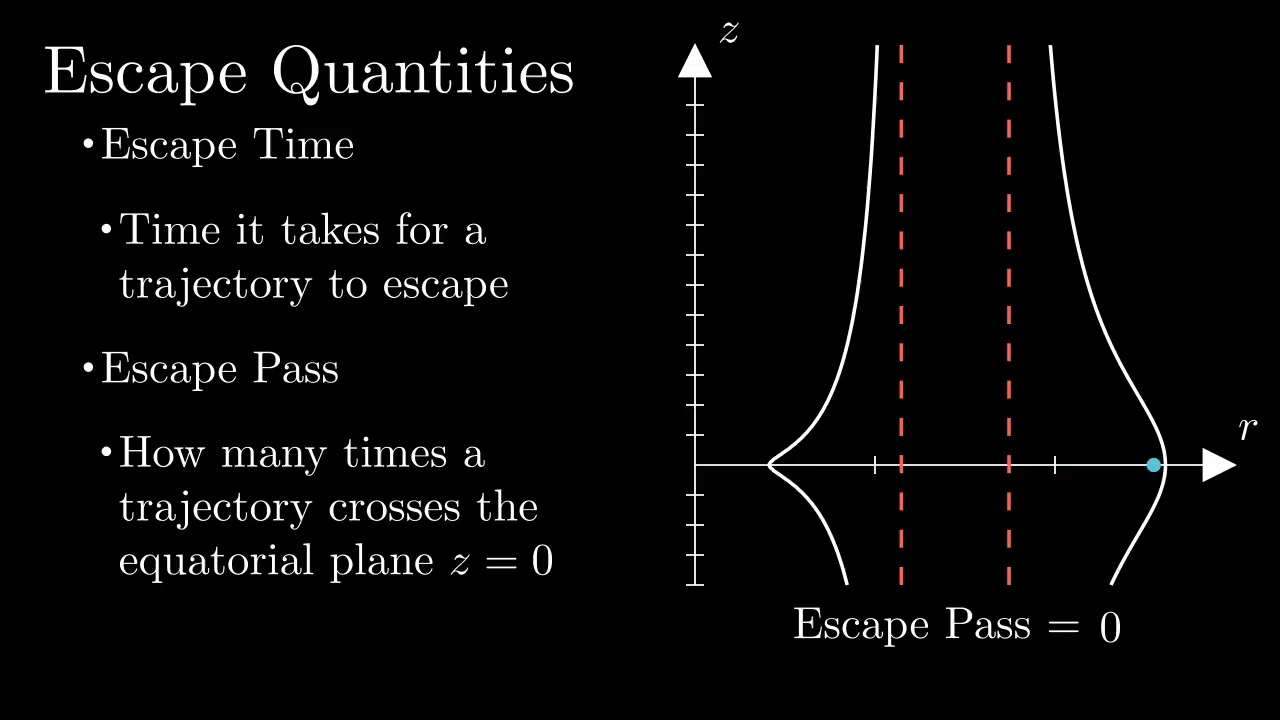 Escape Quantities
•Escape Time
•Time it takes for a
trajectory to escape
•Escape Pass
•How many times a
trajectory crosses the
equatorial plane z = 0
z
r
Escape Pass = 0